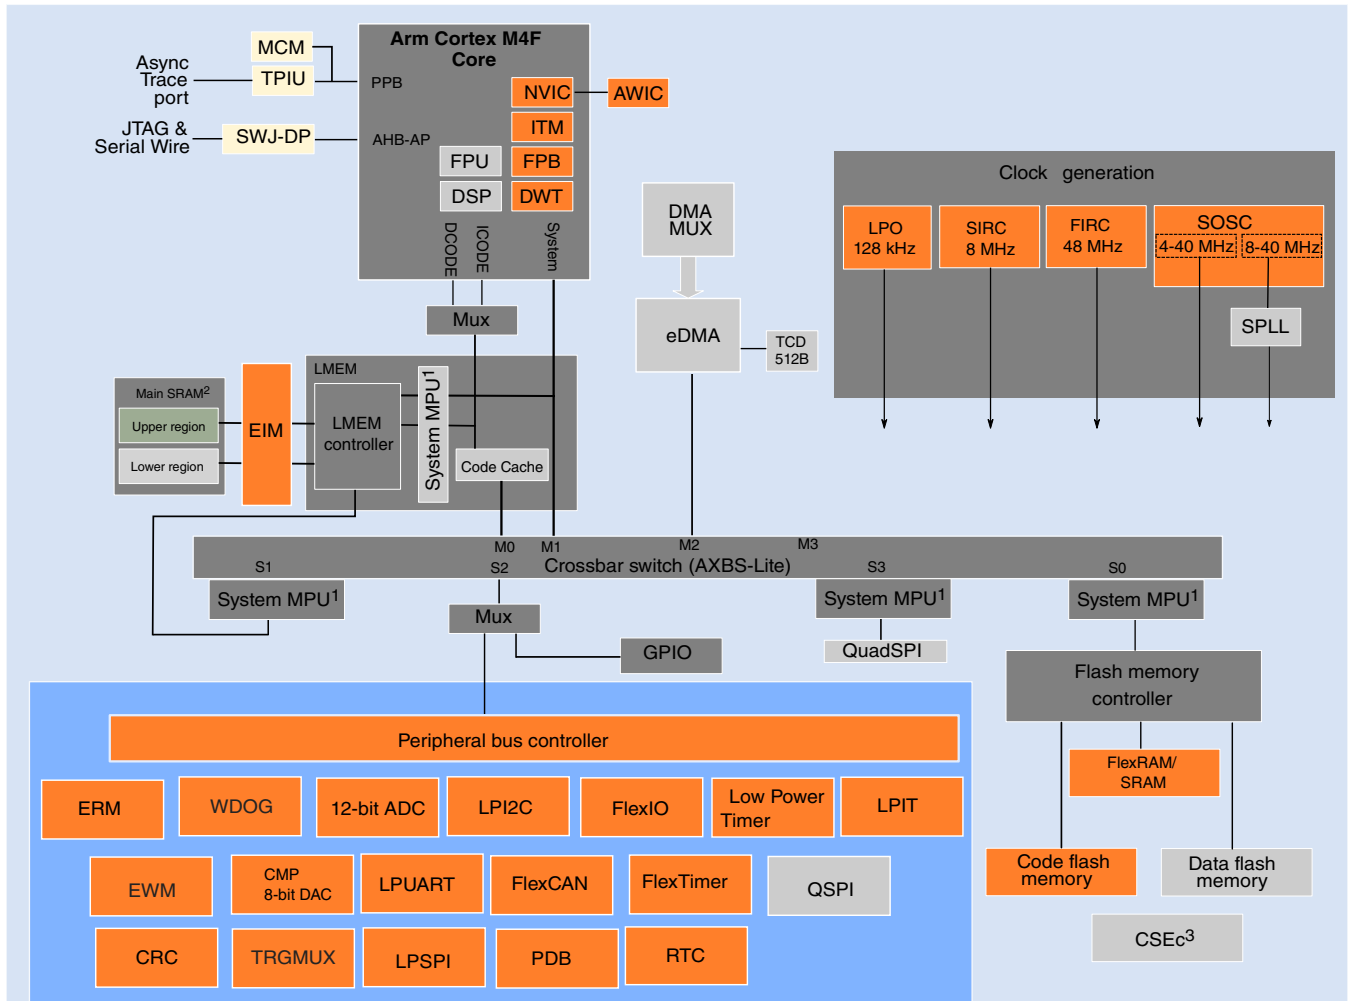 Arm Cortex M4F
Core
MCM
Async
Trace
port
TPIU
PPB
NVIC
AWIC
JTAG &
Serial Wire
SWJ-DP
AHB-AP
ITM
FPU
FPB
DSP
DWT
DCODE
ICODE
System
Mux
DMA
MUX
eDMA
TCD
512B
Clock generation
LPO
128 kHz
SIRC
8 MHz
FIRC
48 MHz
SOSC
4-40 MHz
8-40 MHz
SPLL
Main SRAM2
Upper region
Lower region
EIM
LMEM
LMEM
controller
System MPU1
Code Cache
M0
M1
M2
M3
Crossbar switch (AXBS-Lite)
S1
S2
S3
S0
System MPU1
Mux
System MPU1
System MPU1
GPIO
QuadSPI
Flash memory
controller
FlexRAM/
SRAM
Code flash
memory
Data flash
memory
CSEc3
Peripheral bus controller
ERM
WDOG
12-bit ADC
LPI2C
FlexIO
Low Power
Timer
LPIT
EWM
CMP
8-bit DAC
LPUART
FlexCAN
FlexTimer
QSPI
CRC
TRGMUX
LPSPI
PDB
RTC